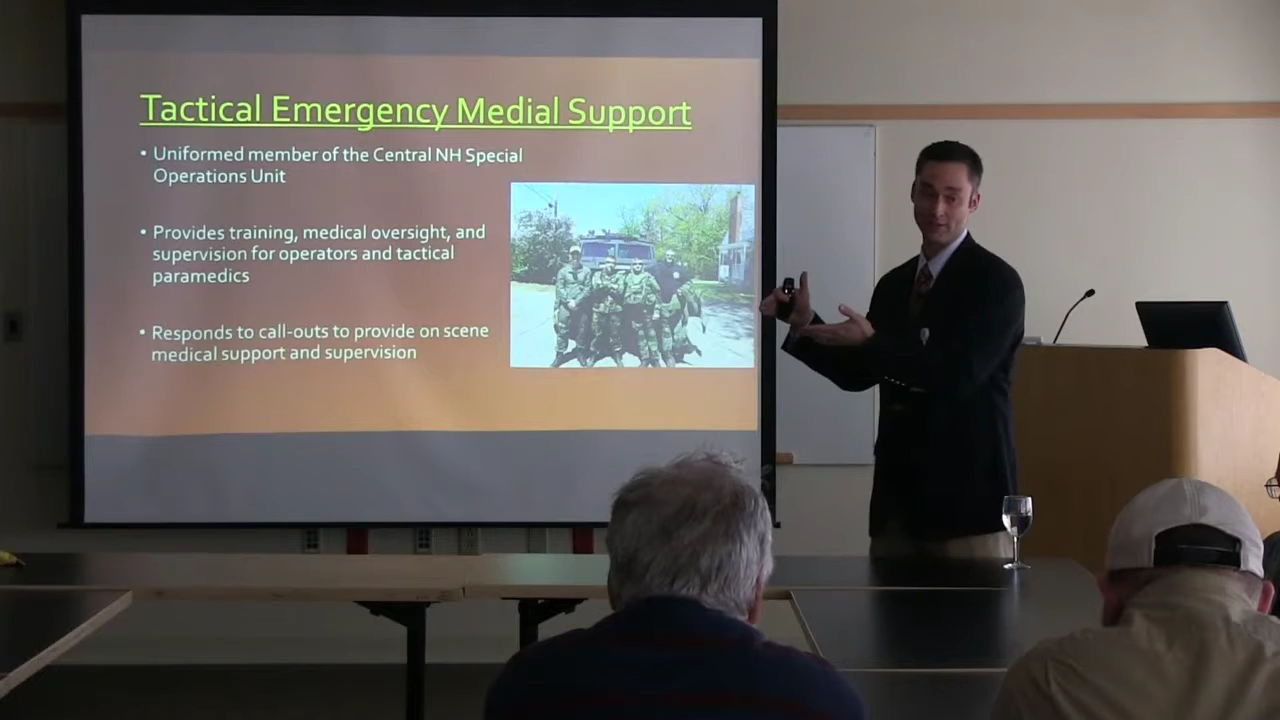 Tactical Emergency Medial Support
• Uniformed member of the Central NH Special
Operations Unit
• Provides training, medical oversight, and
supervision for operators and tactical
paramedics
• Responds to call-outs to provide on scene
medical support and supervision